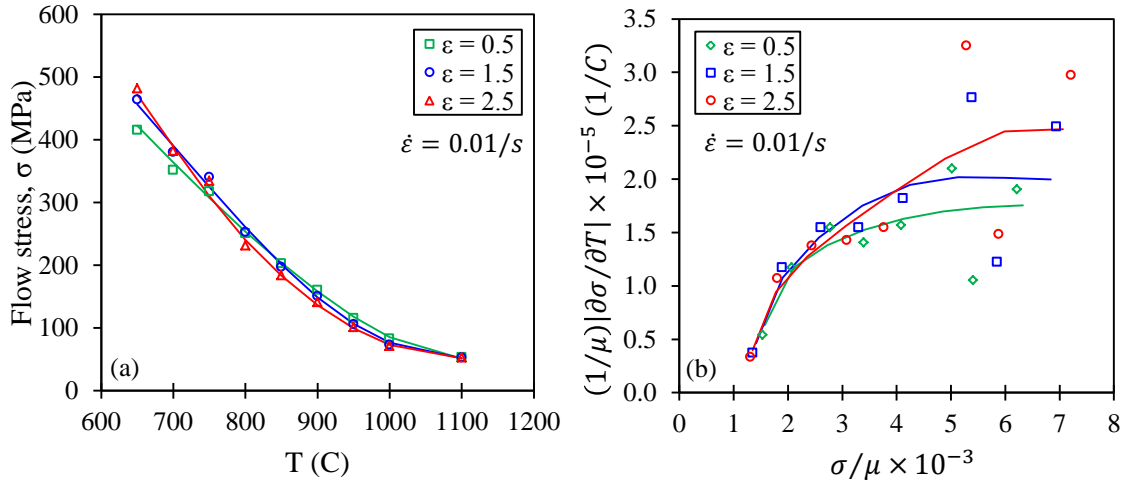 (a)
600
500
400
300
200
100
0
Flow stress, σ (MPa)
600 700 800 900 1000 1100 1200
T (C)
ε = 0.5
ε = 1.5
ε = 2.5
ε̇ = 0.01/s
(b)
3.5
3.0
2.5
2.0
1.5
1.0
0.5
0.0
(1/μ)|∂σ/∂T| × 10⁻⁵ (1/C)
0 1 2 3 4 5 6 7 8
σ/μ × 10⁻³
ε = 0.5
ε = 1.5
ε = 2.5
ε̇ = 0.01/s